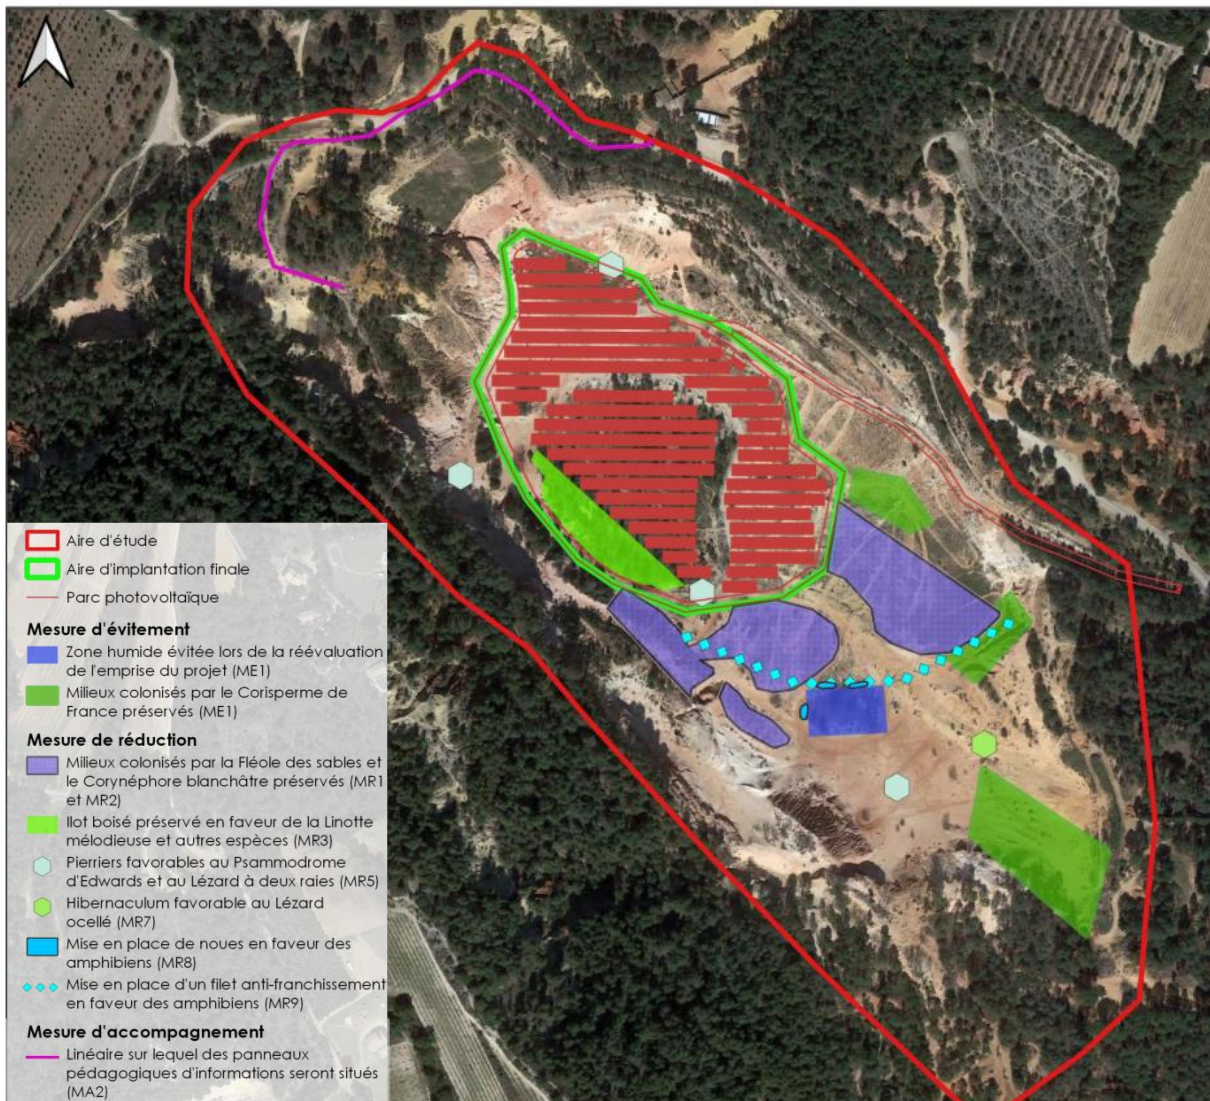 Aire d'étude
Aire d'implantation finale
Parc photovoltaïque
Mesure d'évitement
Zone humide évitée lors de la réévaluation
de l'emprise du projet (ME1)
Milieux colonisés par le Corisperme de
France préservés (ME1)
Mesure de réduction
Milieux colonisés par la Fléole des sables et
le Corynéphore blanchâtre préservés (MR1
et MR2)
Ilot boisé préservé en faveur de la Linotte
mélodieuse et autres espèces (MR3)
Pierriers favorables au Psammodrome
d'Edwards et au Lézard à deux raies (MR5)
Hibernaculum favorable au Lézard
ocellé (MR7)
Mise en place de noues en faveur des
amphibiens (MR8)
Mise en place d'un filet anti-franchissement
en faveur des amphibiens (MR9)
Mesure d'accompagnement
Linéaire sur lequel des panneaux
pédagogiques d'informations seront situés
(MA2)